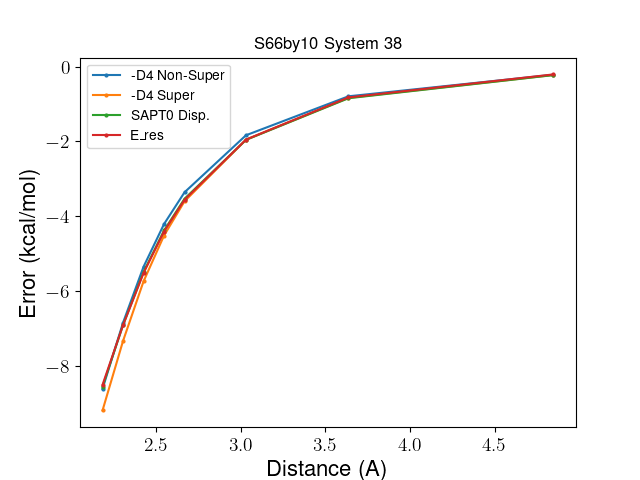 S66by10 System 38
-D4 Non-Super
-D4 Super
SAPT0 Disp.
E_res
Error (kcal/mol)
0
−2
−4
−6
−8
2.5 3.0 3.5 4.0 4.5
Distance (A)